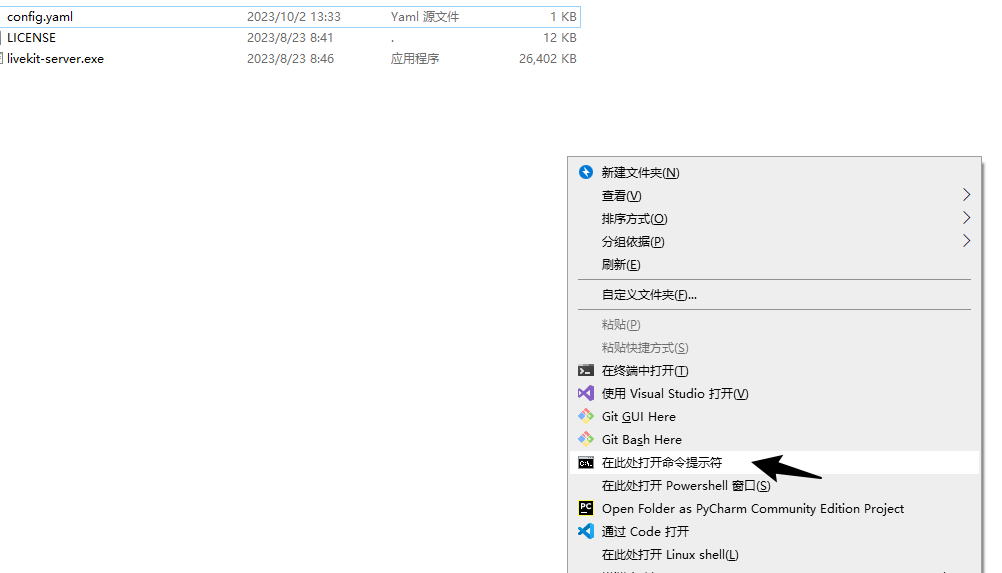 config.yaml 2023/10/2 13:33 Yaml 源文件 1 KB
LICENSE 2023/8/23 8:41 . 12 KB
livekit-server.exe 2023/8/23 8:46 应用程序 26,402 KB
新建文件夹(N)
查看(V)
排序方式(O)
分组依据(P)
刷新(E)
自定义文件夹(F)...
粘贴(P)
粘贴快捷方式(S)
在终端中打开(T)
使用 Visual Studio 打开(V)
Git GUI Here
Git Bash Here
C:\. 在此处打开命令提示符
在此处打开 Powershell 窗口(S)
PC Open Folder as PyCharm Community Edition Project
通过 Code 打开
在此处打开 Linux shell(L)